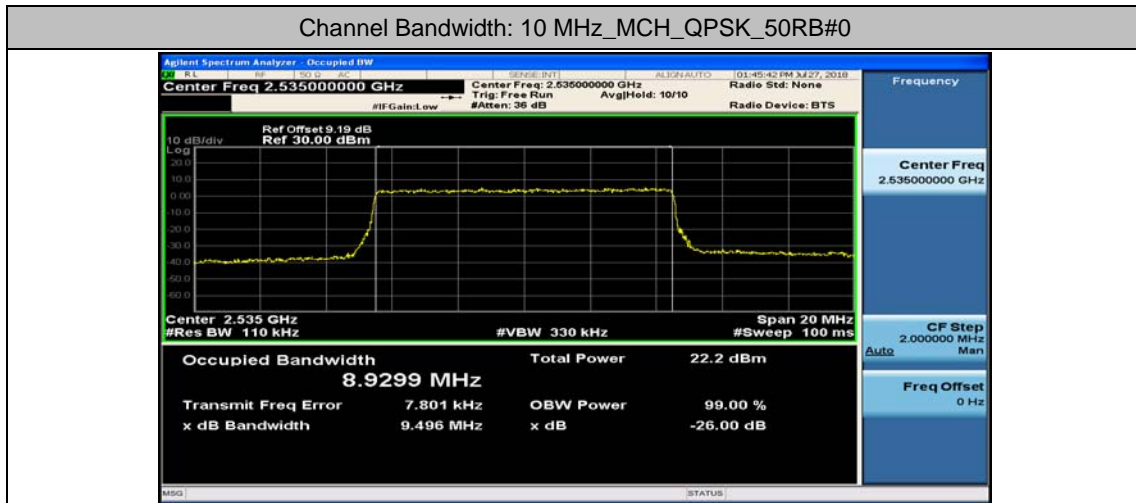 Channel Bandwidth: 10 MHz_MCH_QPSK_50RB#0
Agilent Spectrum Analyzer - Occupied BW
LXI RL RF 50 Ω AC SENSE:INT ALIGN AUTO 01:45:42 PM Jul 27, 2018
Center Freq 2.535000000 GHz
Center Freq: 2.535000000 GHz
Radio Std: None
Trig: Free Run
Avg|Hold: 10/10
#IFGain:Low
#Atten: 36 dB
Radio Device: BTS
Ref Offset 9.19 dB
10 dB/div
Ref 30.00 dBm
Log
20.0
10.0
0.00
-10.0
-20.0
-30.0
-40.0
-50.0
-60.0
Center 2.535 GHz
Span 20 MHz
#Res BW 110 kHz
#VBW 330 kHz
#Sweep 100 ms
Occupied Bandwidth
Total Power 22.2 dBm
8.9299 MHz
Transmit Freq Error 7.801 kHz
OBW Power 99.00 %
x dB Bandwidth 9.496 MHz
x dB -26.00 dB
MSG
STATUS
Frequency
Center Freq
2.535000000 GHz
CF Step
2.000000 MHz
Auto Man
Freq Offset
0 Hz